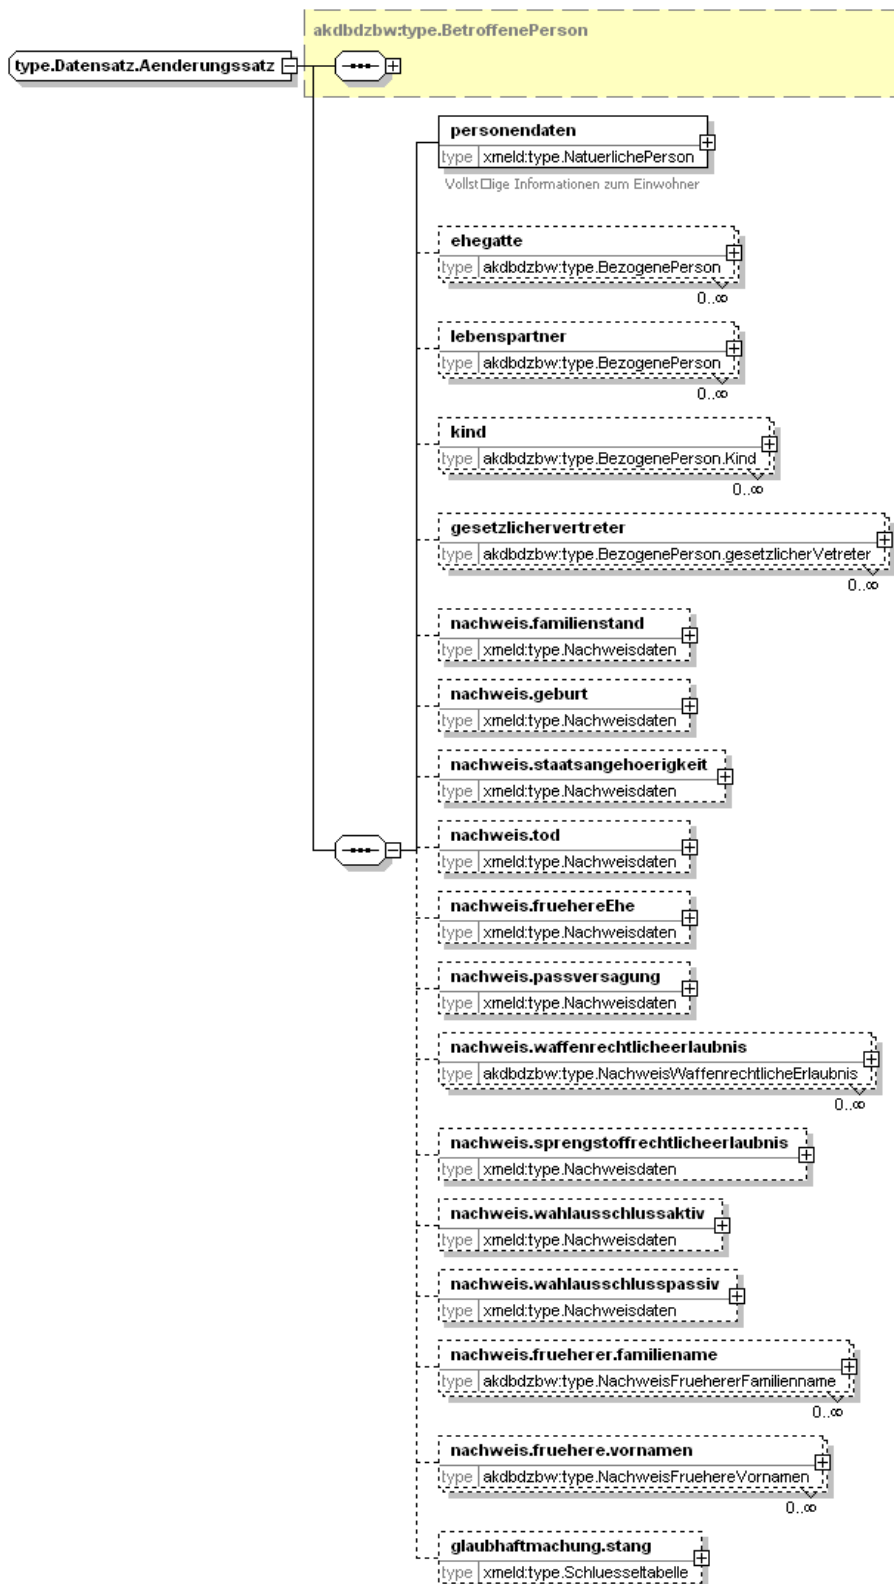 akdbdzbw:type.BetroffenePerson
type.Datensatz.Aenderungssatz
personendaten
type xmeld:type.NatuerlichePerson
Vollst□ige Informationen zum Einwohner
ehegatte
type akdbdzbw:type.BezogenePerson
0..∞
lebenspartner
type akdbdzbw:type.BezogenePerson
0..∞
kind
type akdbdzbw:type.BezogenePerson.Kind
0..∞
gesetzlichervertreter
type akdbdzbw:type.BezogenePerson.gesetzlicherVetreter
0..∞
nachweis.familienstand
type xmeld:type.Nachweisdaten
nachweis.geburt
type xmeld:type.Nachweisdaten
nachweis.staatsangehoerigkeit
type xmeld:type.Nachweisdaten
nachweis.tod
type xmeld:type.Nachweisdaten
nachweis.fruehereEhe
type xmeld:type.Nachweisdaten
nachweis.passversagung
type xmeld:type.Nachweisdaten
nachweis.waffenrechtlicheerlaubnis
type akdbdzbw:type.NachweisWaffenrechtlicheErlaubnis
0..∞
nachweis.sprengstoffrechtlicheerlaubnis
type xmeld:type.Nachweisdaten
nachweis.wahlausschlussaktiv
type xmeld:type.Nachweisdaten
nachweis.wahlausschlusspassiv
type xmeld:type.Nachweisdaten
nachweis.frueherer.familiename
type akdbdzbw:type.NachweisFruehererFamilienname
0..∞
nachweis.fruehere.vornamen
type akdbdzbw:type.NachweisFruehereVornamen
0..∞
glaubhaftmachung.stang
type xmeld:type.Schluesseltabelle